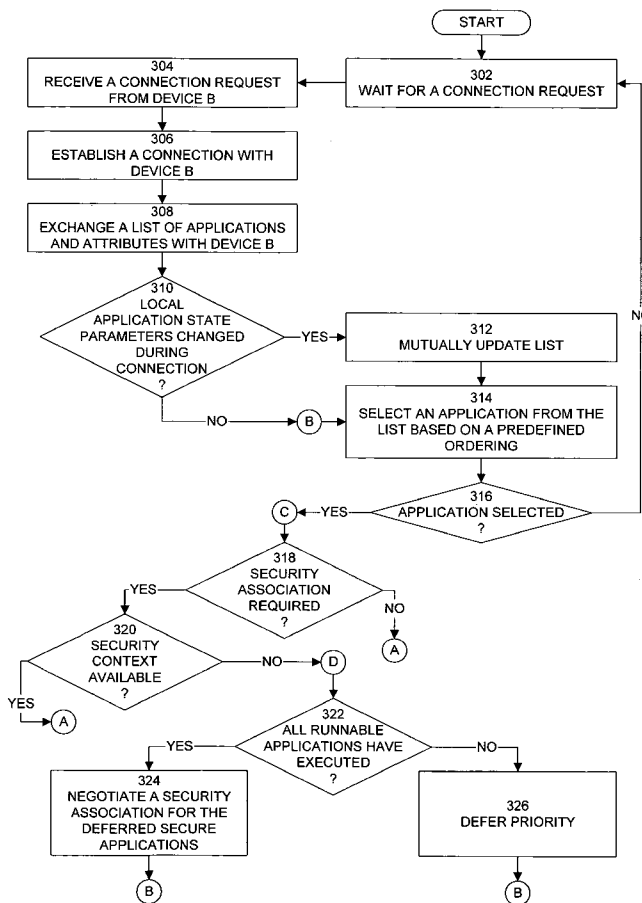 START
304
RECEIVE A CONNECTION REQUEST
FROM DEVICE B
302
WAIT FOR A CONNECTION REQUEST
306
ESTABLISH A CONNECTION WITH
DEVICE B
308
EXCHANGE A LIST OF APPLICATIONS
AND ATTRIBUTES WITH DEVICE B
310
LOCAL
APPLICATION STATE
PARAMETERS CHANGED
DURING
CONNECTION
?
YES
312
MUTUALLY UPDATE LIST
NO
B
314
SELECT AN APPLICATION FROM THE
LIST BASED ON A PREDEFINED
ORDERING
316
APPLICATION SELECTED
?
YES
C
318
SECURITY
ASSOCIATION
REQUIRED
?
YES
NO
A
320
SECURITY
CONTEXT
AVAILABLE
?
YES
A
NO
D
322
ALL RUNNABLE
APPLICATIONS HAVE
EXECUTED
?
YES
NO
324
NEGOTIATE A SECURITY
ASSOCIATION FOR THE
DEFERRED SECURE
APPLICATIONS
326
DEFER PRIORITY
B
B